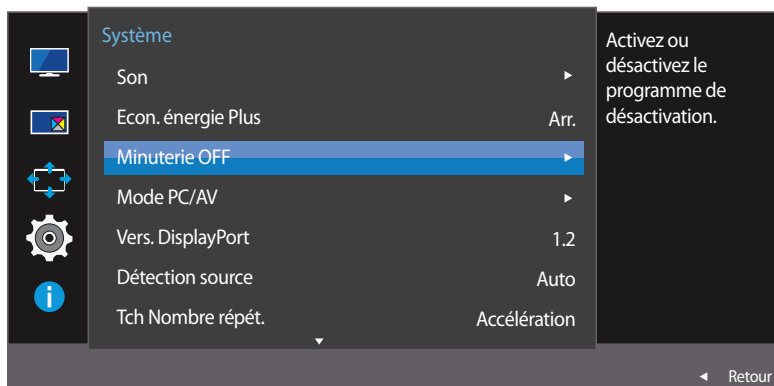 Système
Son
Econ. énergie Plus Arr.
Minuterie OFF
Mode PC/AV
Vers. DisplayPort 1.2
Détection source Auto
Tch Nombre répét. Accélération
Activez ou
désactivez le
programme de
désactivation.
Retour